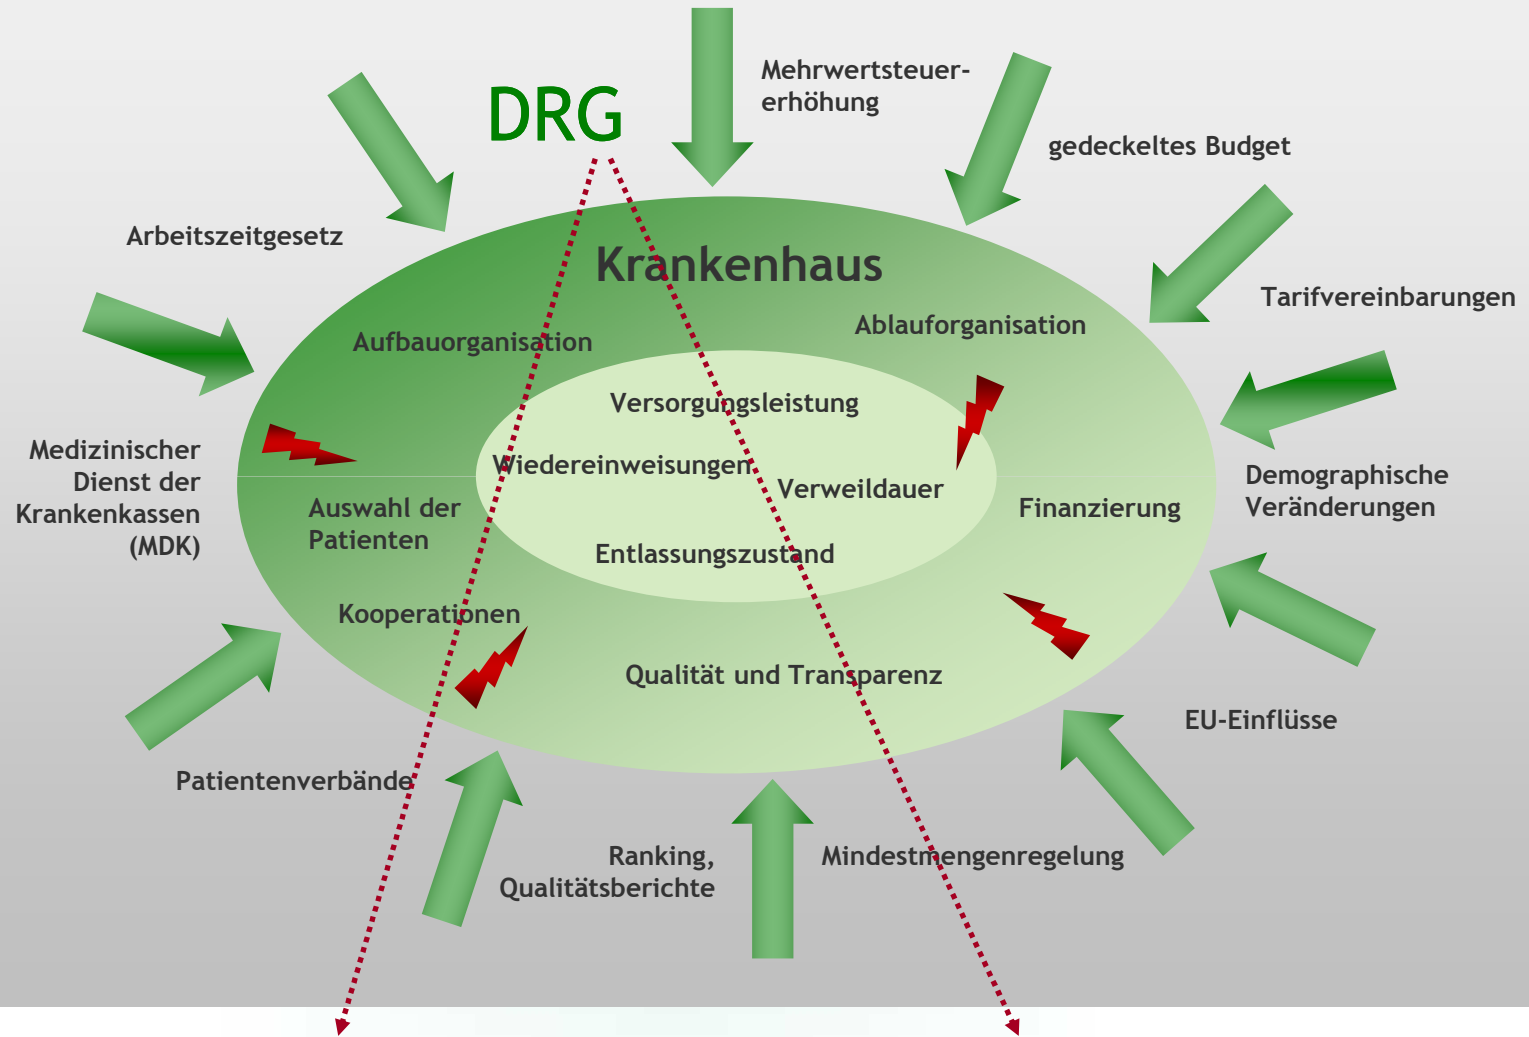 Mehrwertsteuer-
erhöhung
DRG
gedeckeltes Budget
Arbeitszeitgesetz
Krankenhaus
Tarifvereinbarungen
Aufbauorganisation
Ablauforganisation
Versorgungsleistung
Medizinischer
Dienst der
Krankenkassen
(MDK)
Wiedereinweisungen
Verweildauer
Demographische
Veränderungen
Auswahl der
Patienten
Finanzierung
Entlassungszustand
Kooperationen
Qualität und Transparenz
EU-Einflüsse
Patientenverbände
Ranking,
Qualitätsberichte
Mindestmengenregelung